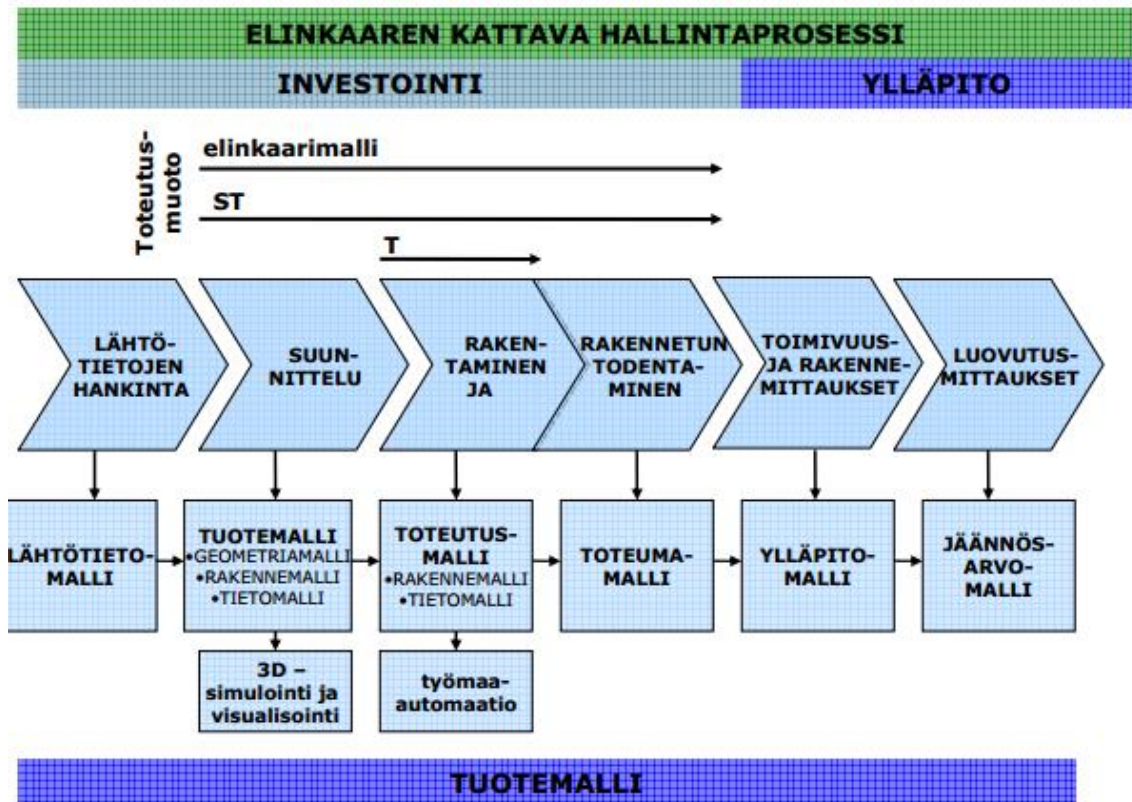 ELINKAAREN KATTAVA HALLINTAPROSESSI
INVESTOINTI
YLLÄPITO
Toteutus-
muoto
elinkaarimalli
ST
T
LÄHTÖ-
TIETOJEN
HANKINTA
SUUN-
NITTELU
RAKEN-
TAMINEN
JA
RAKENNETUN
TODENTA-
MINEN
TOIMIVUUS-
JA RAKENNE-
MITTAUKSET
LUOVUTUS-
MITTAUKSET
LÄHTÖTIETO-
MALLI
TUOTEMALLI
•GEOMETRIAMALLI
•RAKENNEMALLI
•TIETOMALLI
TOTEUTUS-
MALLI
•RAKENNEMALLI
•TIETOMALLI
TOTEUMA-
MALLI
YLLÄPITO-
MALLI
JÄÄNNÖS-
ARVO-
MALLI
3D –
simulointi ja
visualisointi
työmaa-
automaatio
TUOTEMALLI